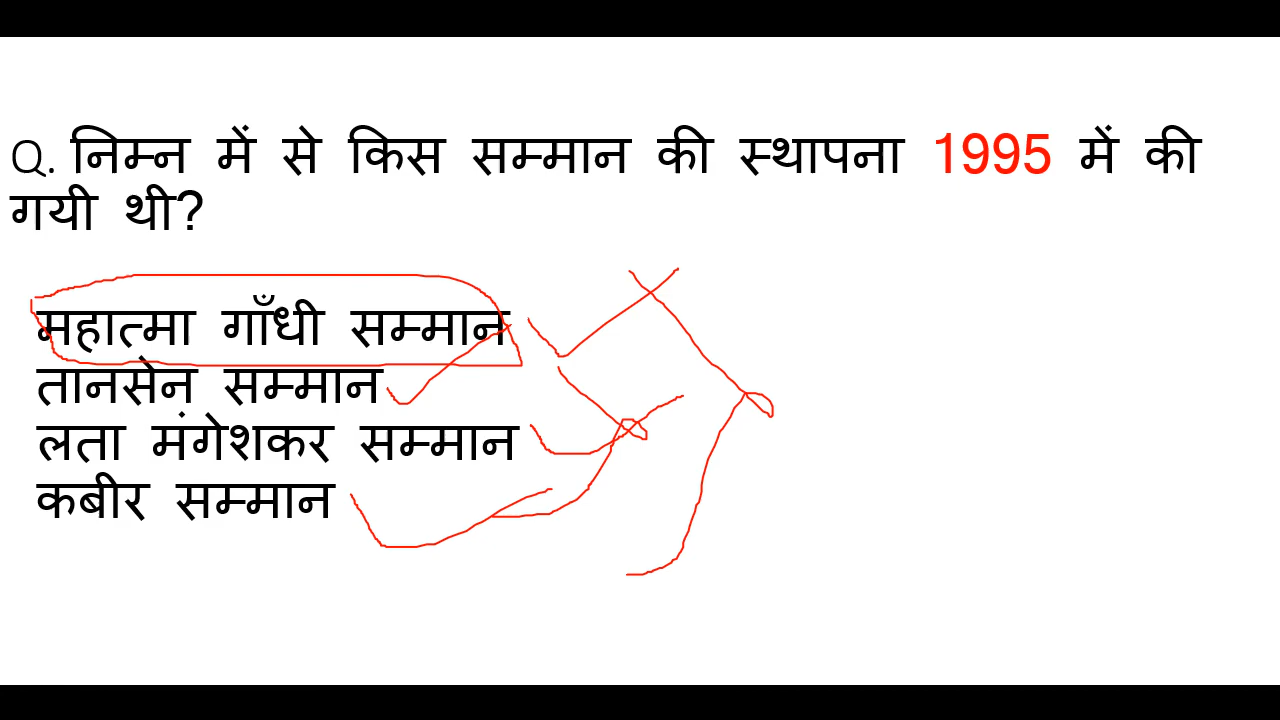 Q. निम्न में से किस सम्मान की स्थापना 1995 में की
गयी थी?
महात्मा गाँधी सम्मान
तानसेन सम्मान
लता मंगेशकर सम्मान
कबीर सम्मान